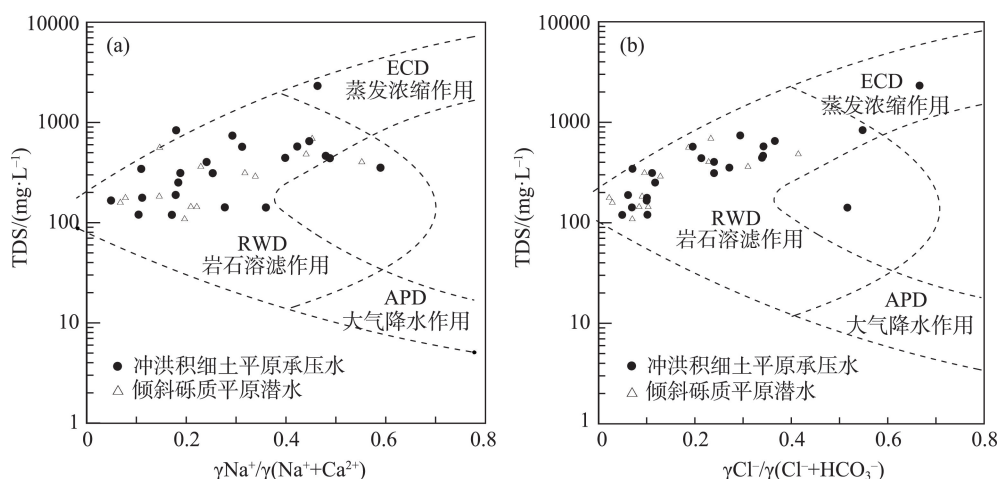 (a)
10000
1000
100
10
1
TDS/(mg·L⁻¹)
ECD
蒸发浓缩作用
RWD
岩石溶滤作用
APD
大气降水作用
冲洪积细土平原承压水
倾斜砾质平原潜水
0 0.2 0.4 0.6 0.8
γNa⁺/γ(Na⁺+Ca²⁺)
(b)
10000
1000
100
10
1
TDS/(mg·L⁻¹)
ECD
蒸发浓缩作用
RWD
岩石溶滤作用
APD
大气降水作用
冲洪积细土平原承压水
倾斜砾质平原潜水
0 0.2 0.4 0.6 0.8
γCl⁻/γ(Cl⁻+HCO₃⁻)